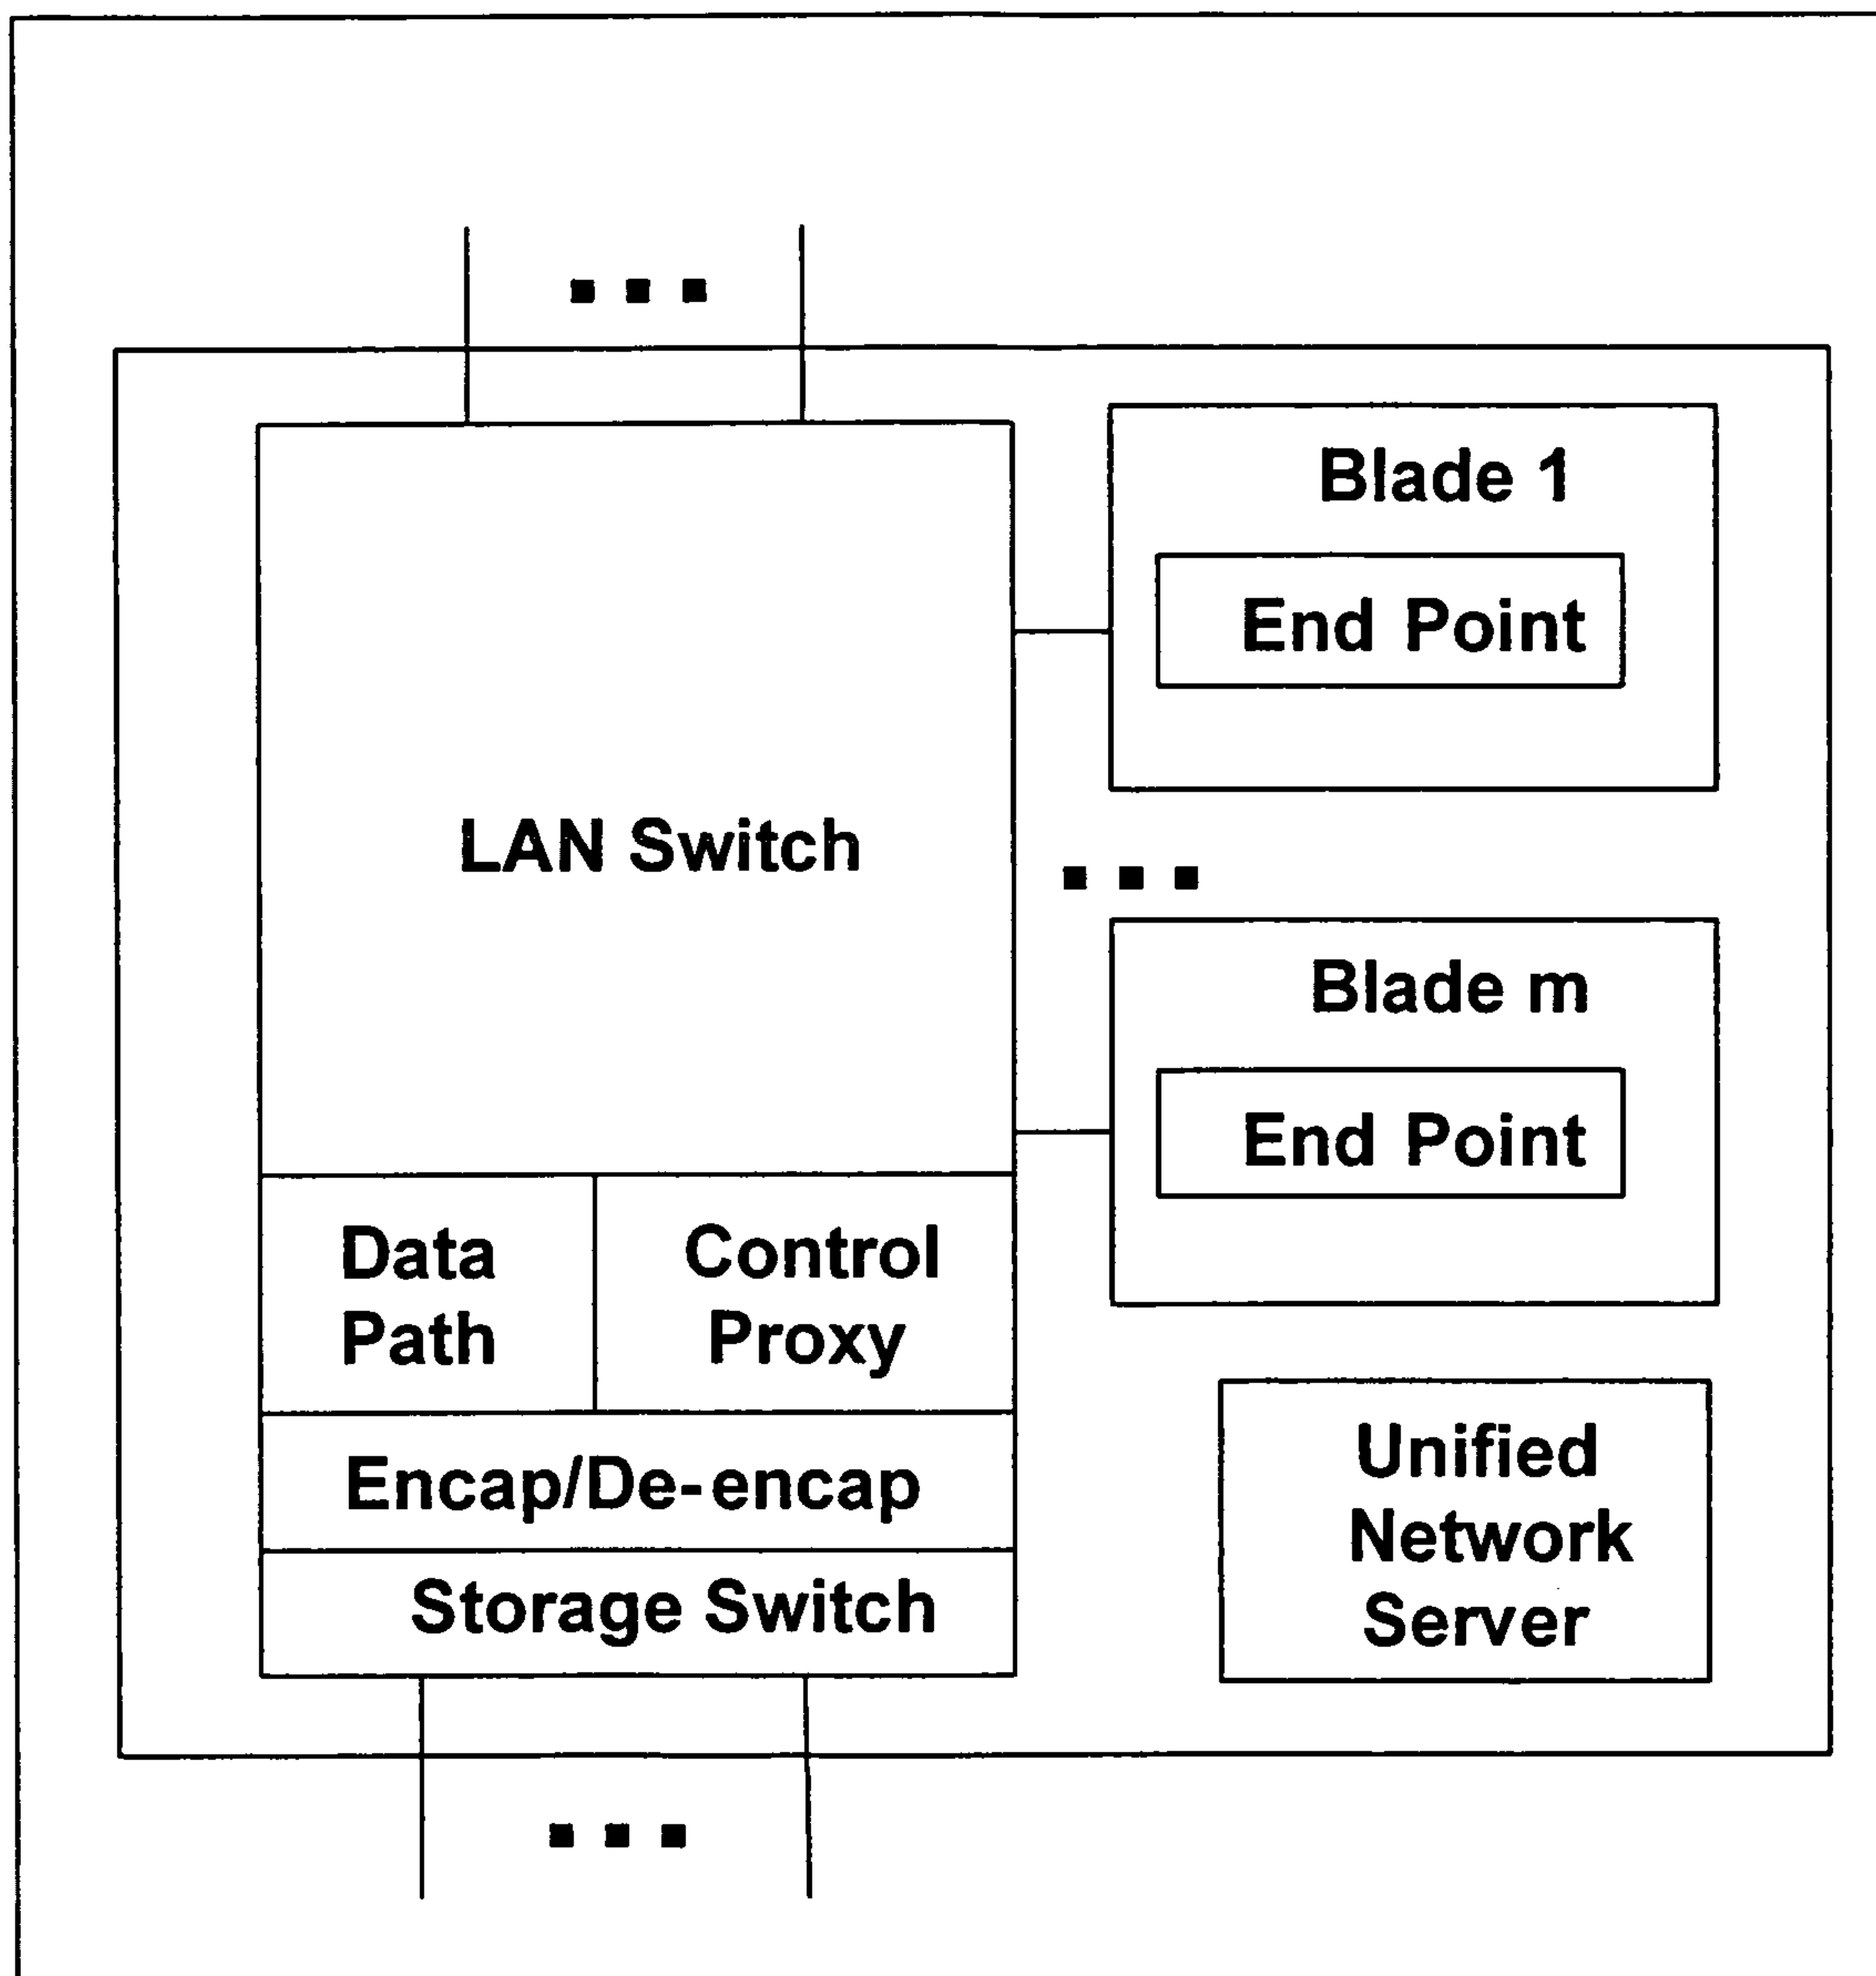 Blade 1
End Point
LAN Switch
Blade m
End Point
Data
Path
Control
Proxy
Encap/De-encap
Storage Switch
Unified
Network
Server